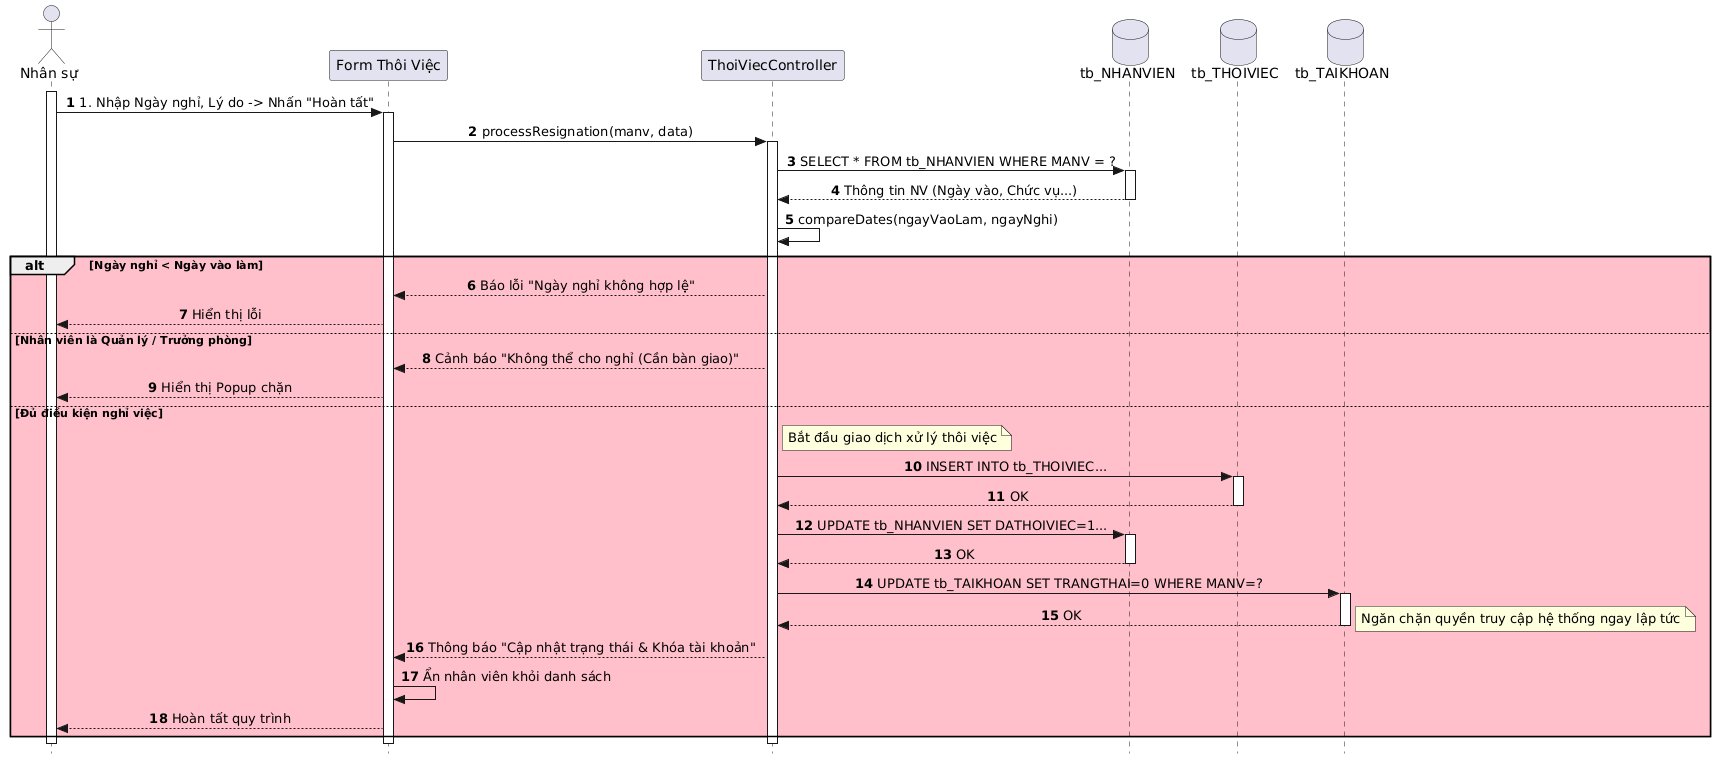 Nhân sự
Form Thôi Việc
ThoiViecController
tb_NHANVIEN
tb_THOIVIEC
tb_TAIKHOAN
1 1. Nhập Ngày nghỉ, Lý do -> Nhấn "Hoàn tất"
2 processResignation(manv, data)
3 SELECT * FROM tb_NHANVIEN WHERE MANV = ?
4 Thông tin NV (Ngày vào, Chức vụ...)
5 compareDates(ngayVaoLam, ngayNghi)
alt [Ngày nghỉ < Ngày vào làm]
6 Báo lỗi "Ngày nghỉ không hợp lệ"
7 Hiển thị lỗi
[Nhân viên là Quản lý / Trưởng phòng]
8 Cảnh báo "Không thể cho nghỉ (Cần bàn giao)"
9 Hiển thị Popup chặn
[Đủ điều kiện nghỉ việc]
Bắt đầu giao dịch xử lý thôi việc
10 INSERT INTO tb_THOIVIEC...
11 OK
12 UPDATE tb_NHANVIEN SET DATHOIVIEC=1...
13 OK
14 UPDATE tb_TAIKHOAN SET TRANGTHAI=0 WHERE MANV=?
15 OK
Ngăn chặn quyền truy cập hệ thống ngay lập tức
16 Thông báo "Cập nhật trạng thái & Khóa tài khoản"
17 Ẩn nhân viên khỏi danh sách
18 Hoàn tất quy trình